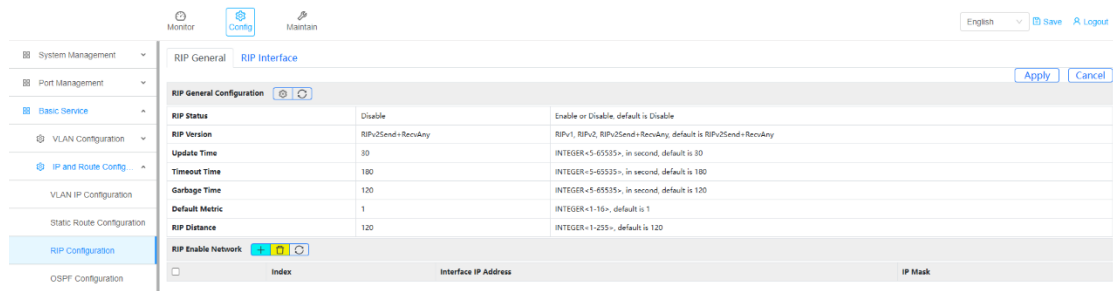 Monitor Config Maintain English Save Logout
System Management
Port Management
Basic Service
VLAN Configuration
IP and Route Config...
VLAN IP Configuration
Static Route Configuration
RIP Configuration
OSPF Configuration
RIP General RIP Interface
Apply Cancel
RIP General Configuration
RIP Status Disable Enable or Disable, default is Disable
RIP Version RIPv2Send+RecvAny RIPv1, RIPv2, RIPv2Send+RecvAny, default is RIPv2Send+RecvAny
Update Time 30 INTEGER<5-65535>, in second, default is 30
Timeout Time 180 INTEGER<5-65535>, in second, default is 180
Garbage Time 120 INTEGER<5-65535>, in second, default is 120
Default Metric 1 INTEGER<1-16>, default is 1
RIP Distance 120 INTEGER<1-255>, default is 120
RIP Enable Network
Index Interface IP Address IP Mask